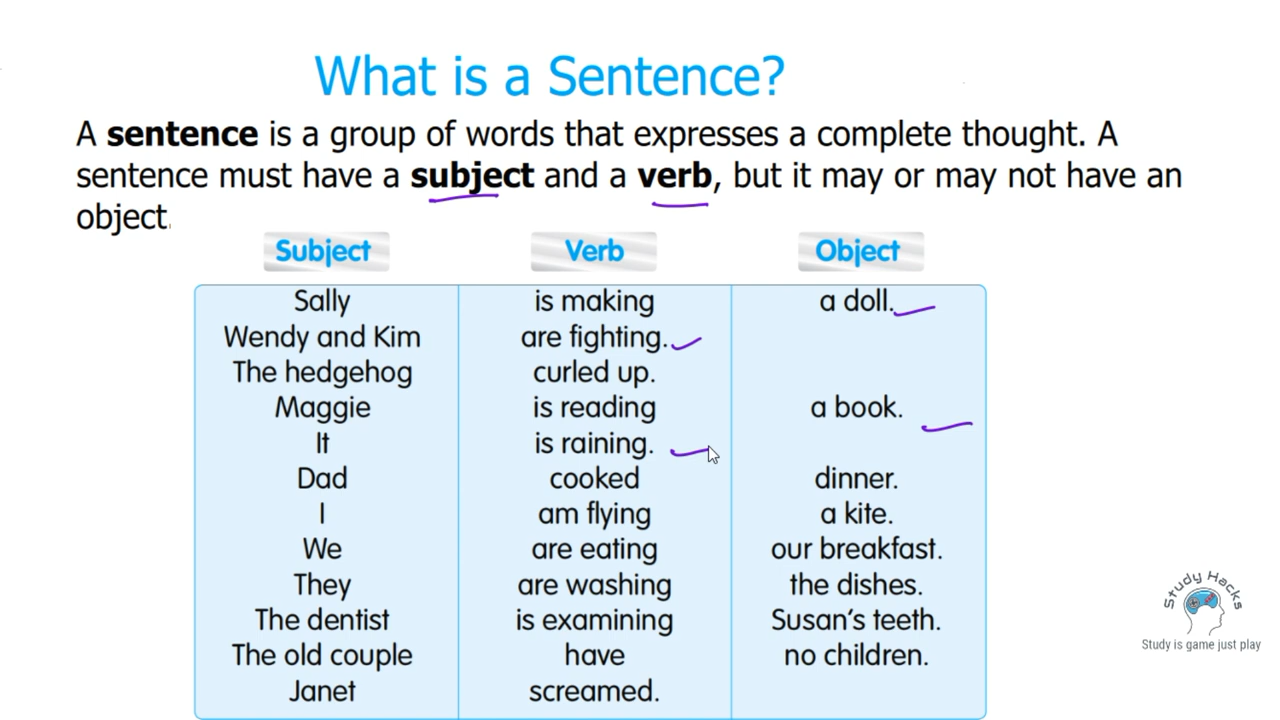 What is a Sentence?
A sentence is a group of words that expresses a complete thought. A
sentence must have a subject and a verb, but it may or may not have an
object.
Subject Verb Object
Sally is making a doll.
Wendy and Kim are fighting.
The hedgehog curled up.
Maggie is reading a book.
It is raining.
Dad cooked dinner.
I am flying a kite.
We are eating our breakfast.
They are washing the dishes.
The dentist is examining Susan's teeth.
The old couple have no children.
Janet screamed.
Study Hacks
Study is game just play